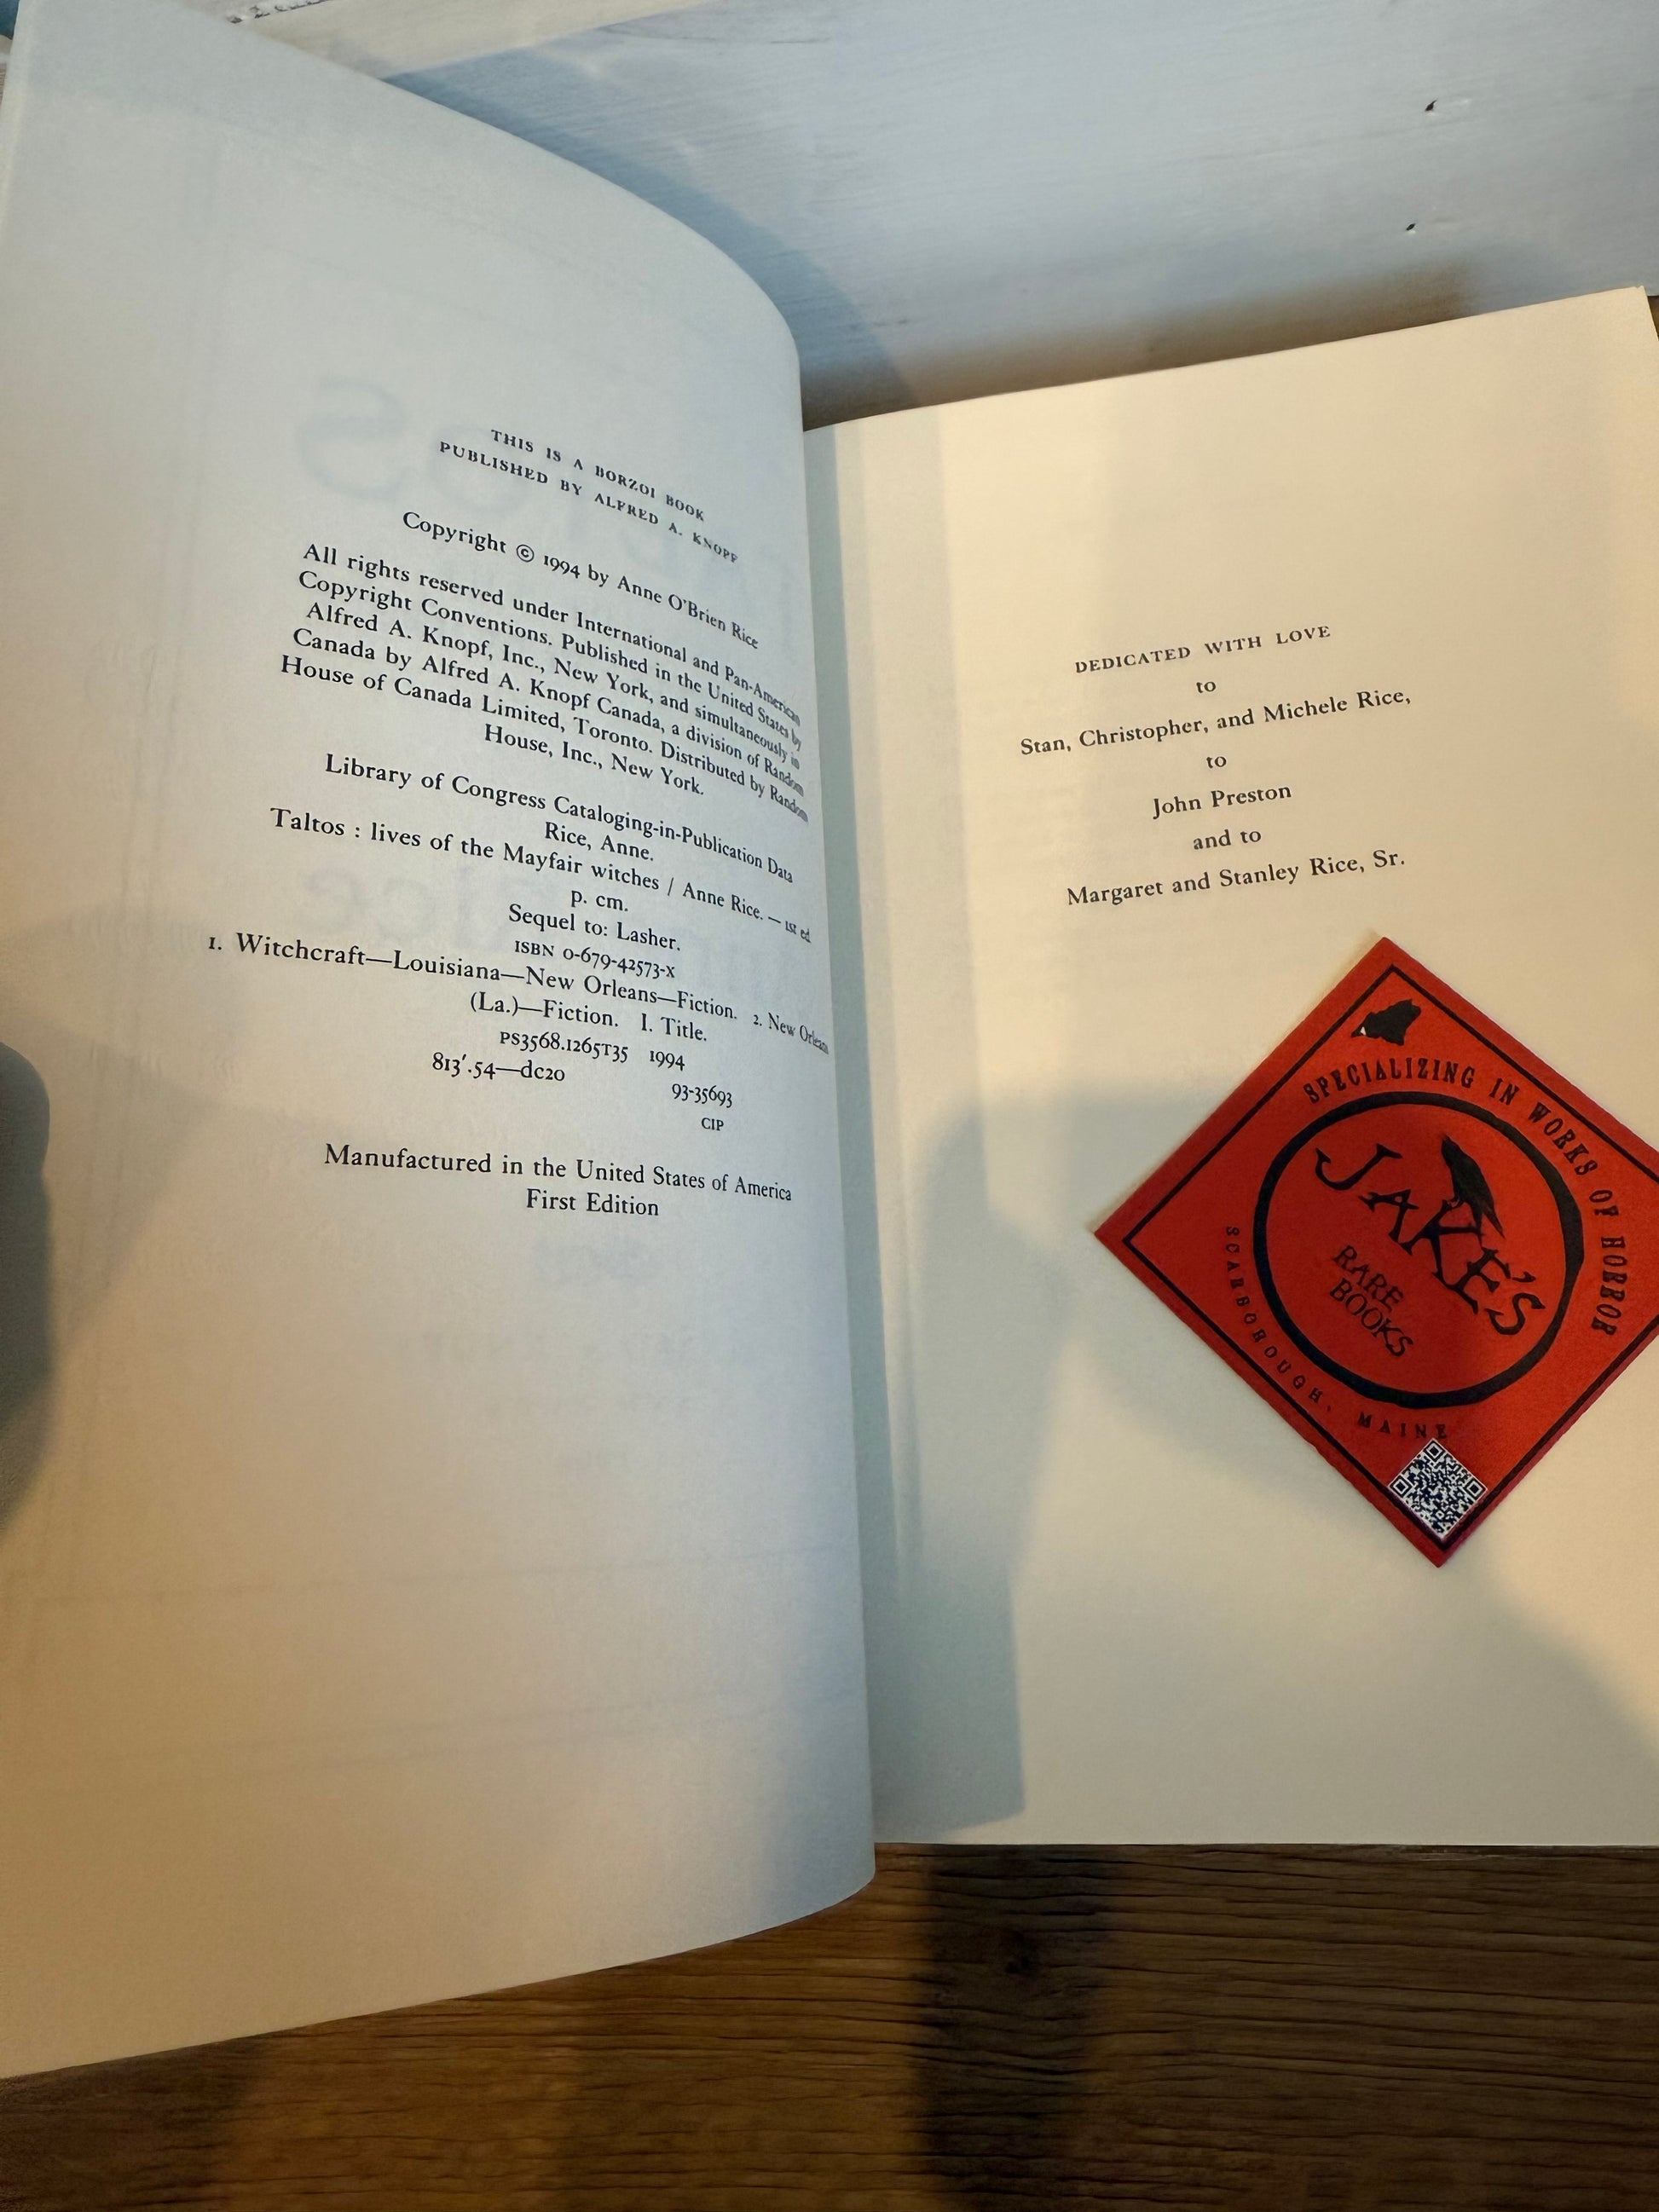 THIS IS A BORZOI BOOK
PUBLISHED BY ALFRED A. KNOPF
Copyright © 1994 by Anne O'Brien Rice
All rights reserved under International and Pan-American
Copyright Conventions. Published in the United States by
Alfred A. Knopf, Inc., New York, and simultaneously in
Canada by Alfred A. Knopf Canada, a division of Random
House of Canada Limited, Toronto. Distributed by Random
House, Inc., New York.
Library of Congress Cataloging-in-Publication Data
Rice, Anne.
Taltos : lives of the Mayfair witches / Anne Rice. — 1st ed
p. cm.
Sequel to: Lasher.
ISBN 0-679-42573-X
1. Witchcraft—Louisiana—New Orleans—Fiction. 2. New Orleans
(La.)—Fiction. I. Title.
PS3568.I265T35 1994
813'.54—dc20 93-35693
CIP
Manufactured in the United States of America
First Edition
DEDICATED WITH LOVE
to
Stan, Christopher, and Michele Rice,
to
John Preston
and to
Margaret and Stanley Rice, Sr.
SPECIALIZING IN WORKS OF HORROR
JAKE'S
RARE
BOOKS
SCARBOROUGH, MAINE